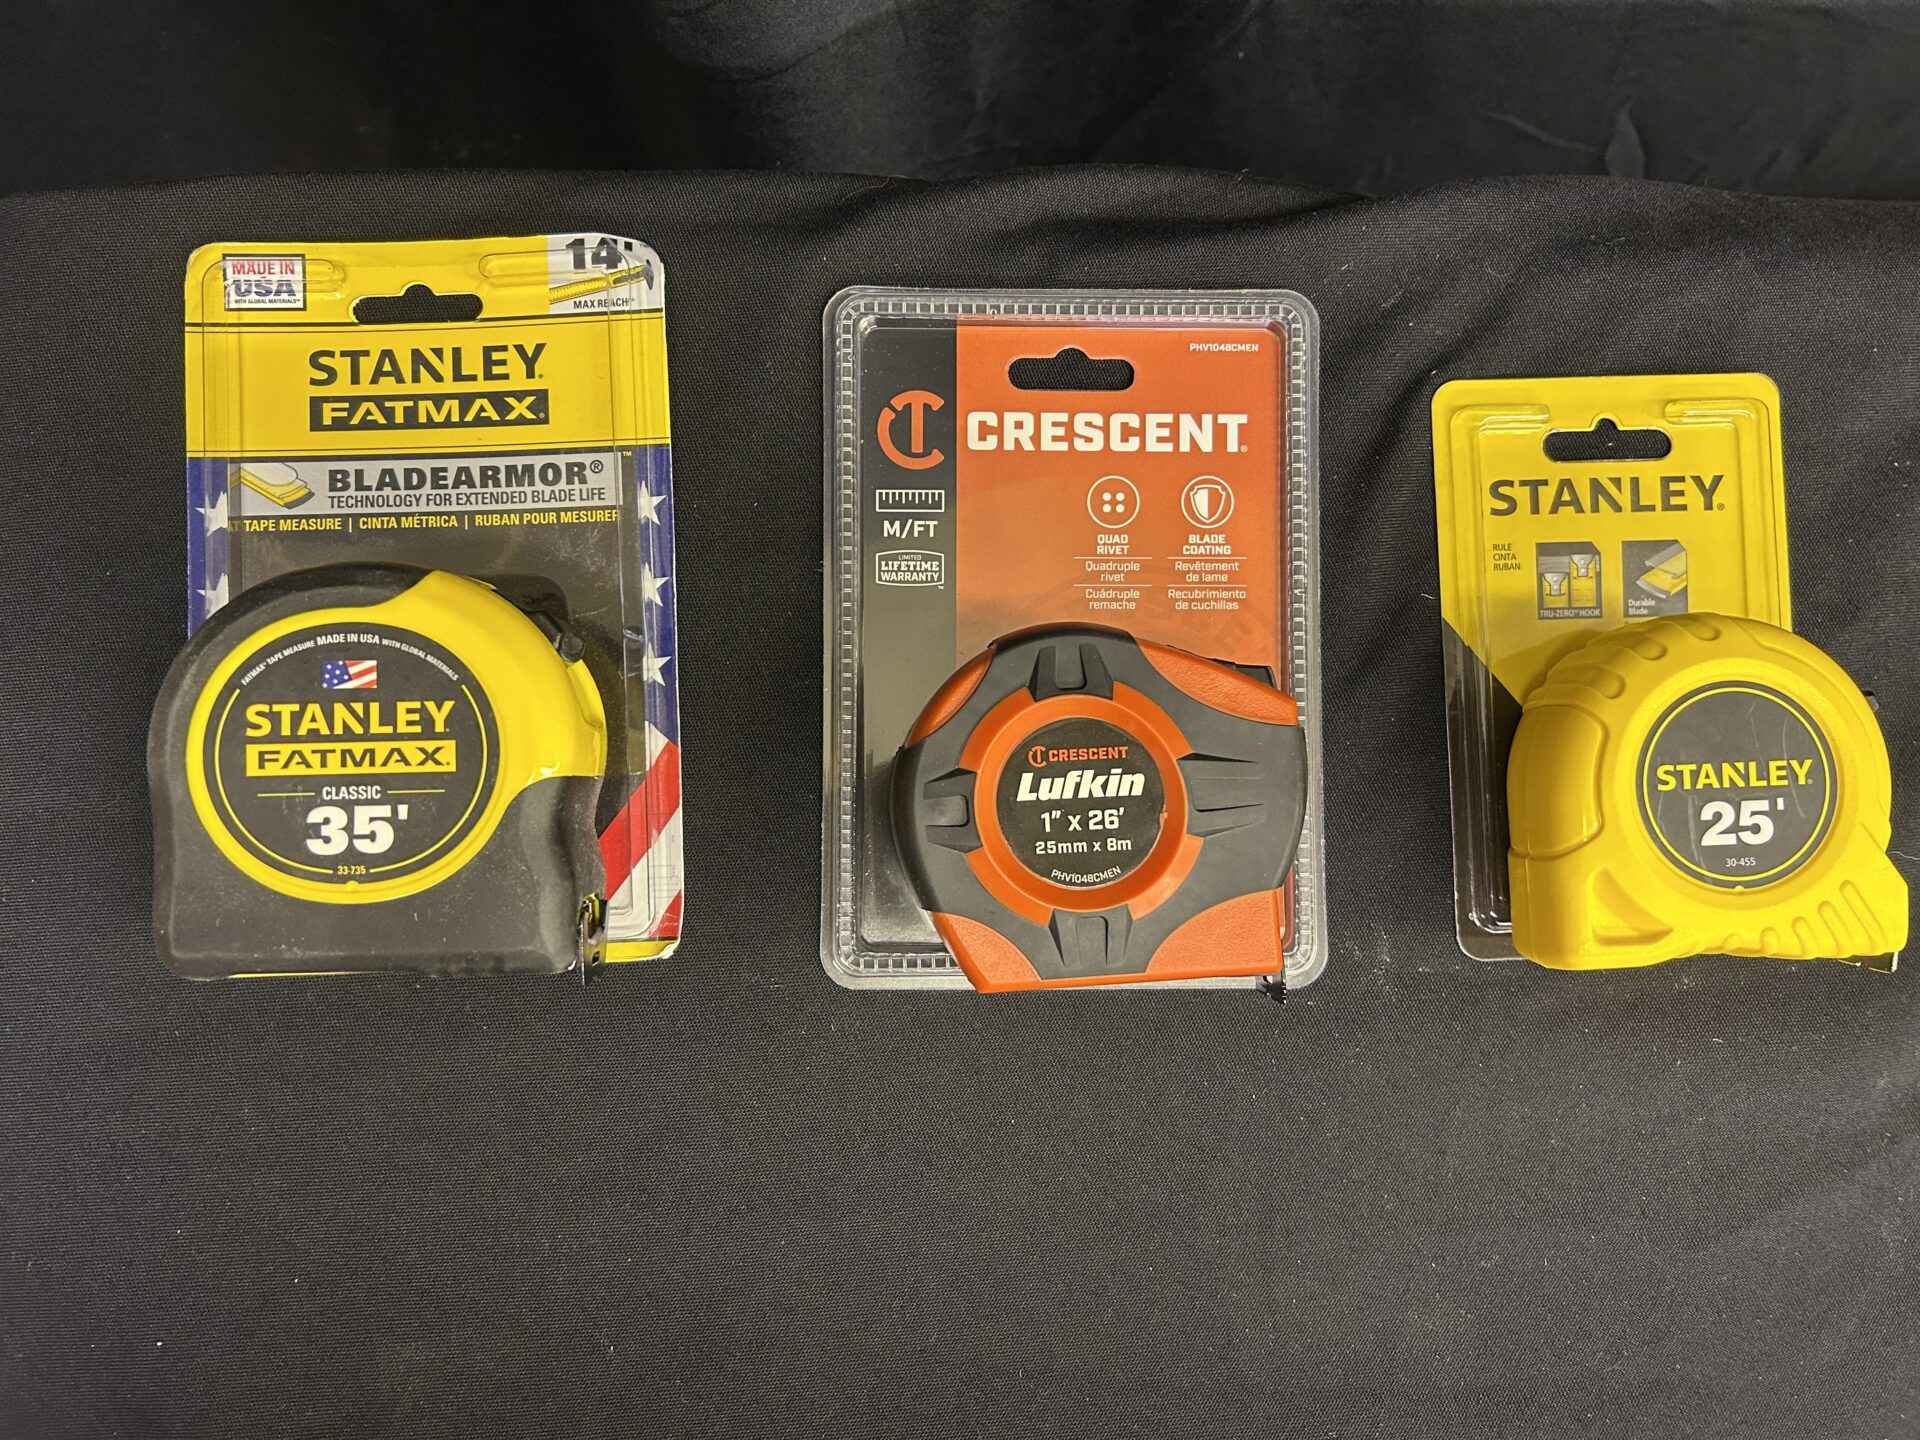 MADE IN
USA
WITH GLOBAL MATERIALS™
14'
MAX REACH
STANLEY
FATMAX
BLADEARMOR®
TECHNOLOGY FOR EXTENDED BLADE LIFE
TAPE MEASURE | CINTA MÉTRICA | RUBAN POUR MESURER
FATMAX® TAPE MEASURE MADE IN USA WITH GLOBAL MATERIALS
STANLEY
FATMAX
CLASSIC
35'
33-735
PHV1048CMEN
CRESCENT
M/FT
LIMITED
LIFETIME
WARRANTY
QUAD
RIVET
Quadruple
rivet
Cuádruple
remache
BLADE
COATING
Revêtement
de lame
Recubrimiento
de cuchillas
CRESCENT
Lufkin
1" x 26'
25mm x 8m
PHV1048CMEN
STANLEY
RULE
CINTA
RUBAN
TRU-ZERO™ HOOK
Durable
Blade
STANLEY
25'
30-455